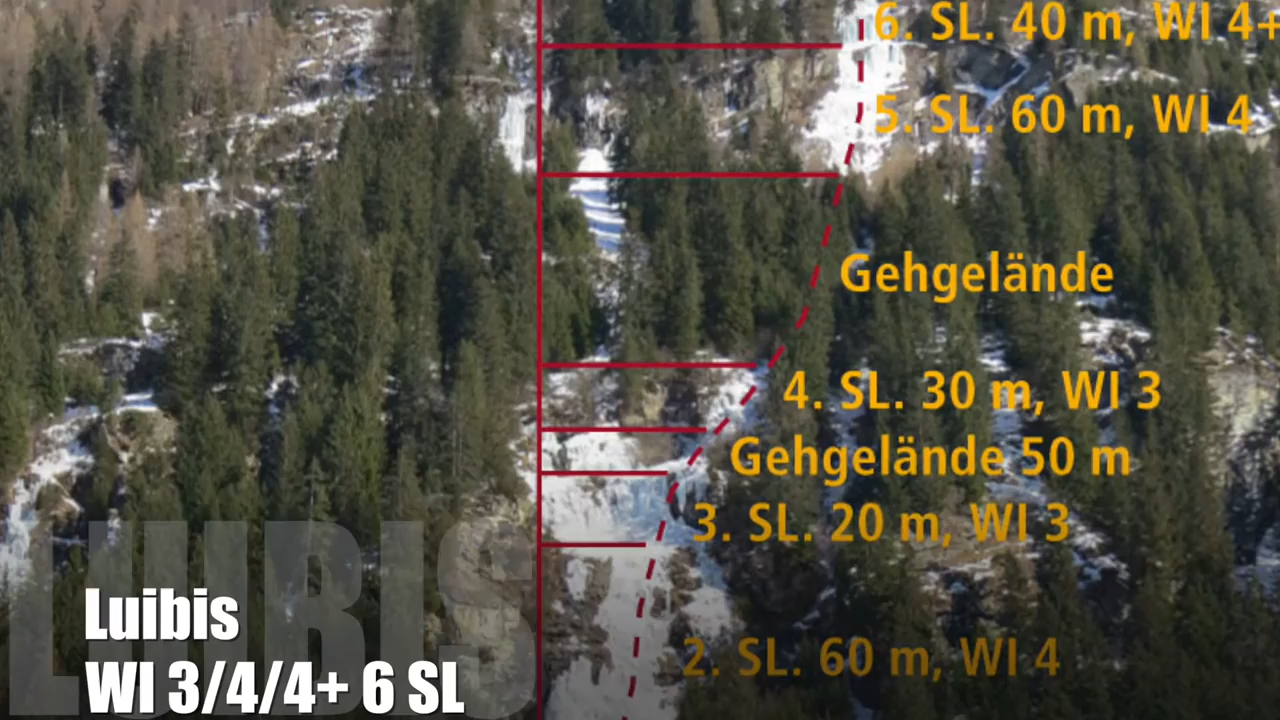 6. SL. 40 m, WI 4+
5. SL. 60 m, WI 4
Gehgelände
4. SL. 30 m, WI 3
Gehgelände 50 m
3. SL. 20 m, WI 3
2. SL. 60 m, WI 4
LUIBIS
Luibis
WI 3/4/4+ 6 SL